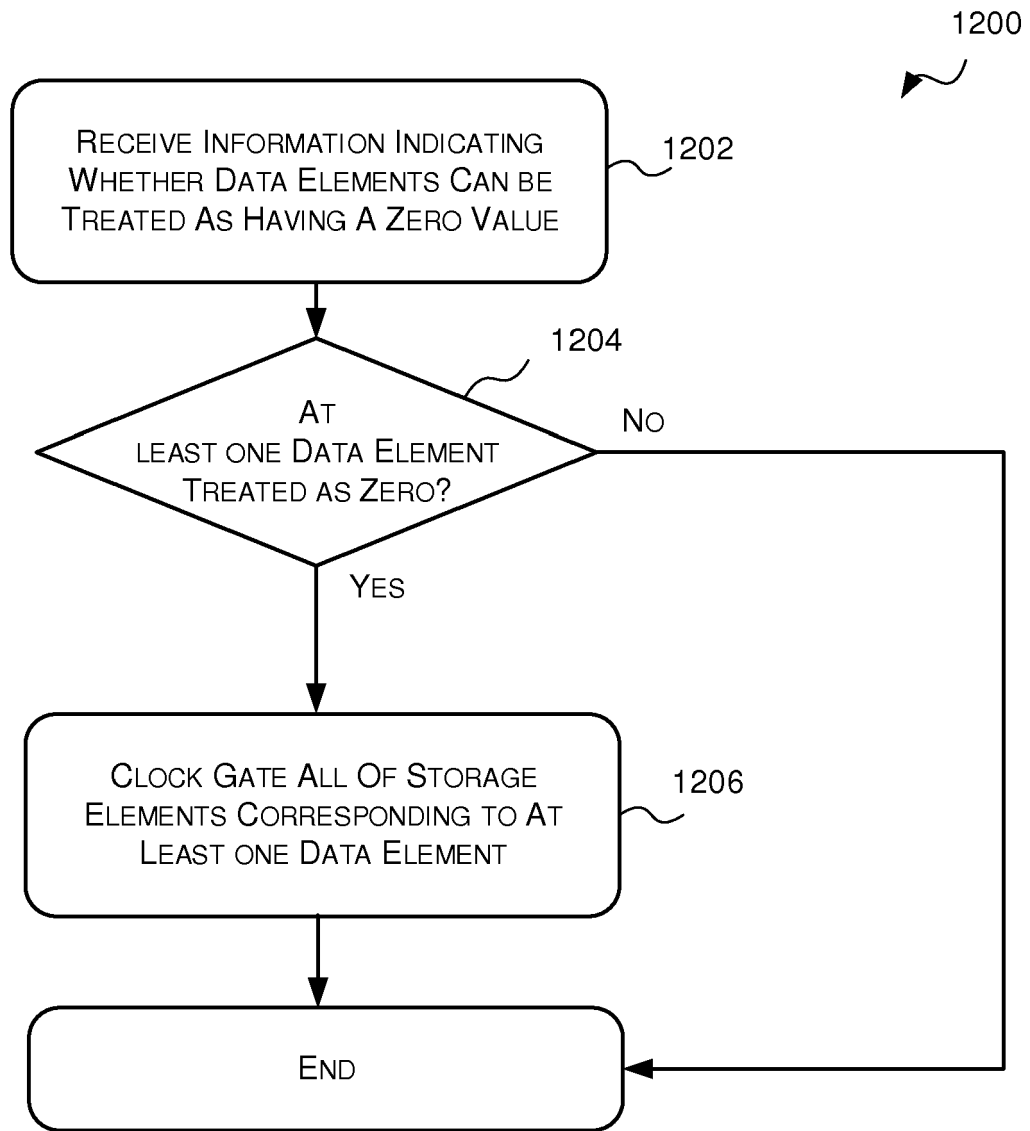 1200
RECEIVE INFORMATION INDICATING
WHETHER DATA ELEMENTS CAN BE
TREATED AS HAVING A ZERO VALUE
1202
1204
AT
LEAST ONE DATA ELEMENT
TREATED AS ZERO?
NO
YES
CLOCK GATE ALL OF STORAGE
ELEMENTS CORRESPONDING TO AT
LEAST ONE DATA ELEMENT
1206
END